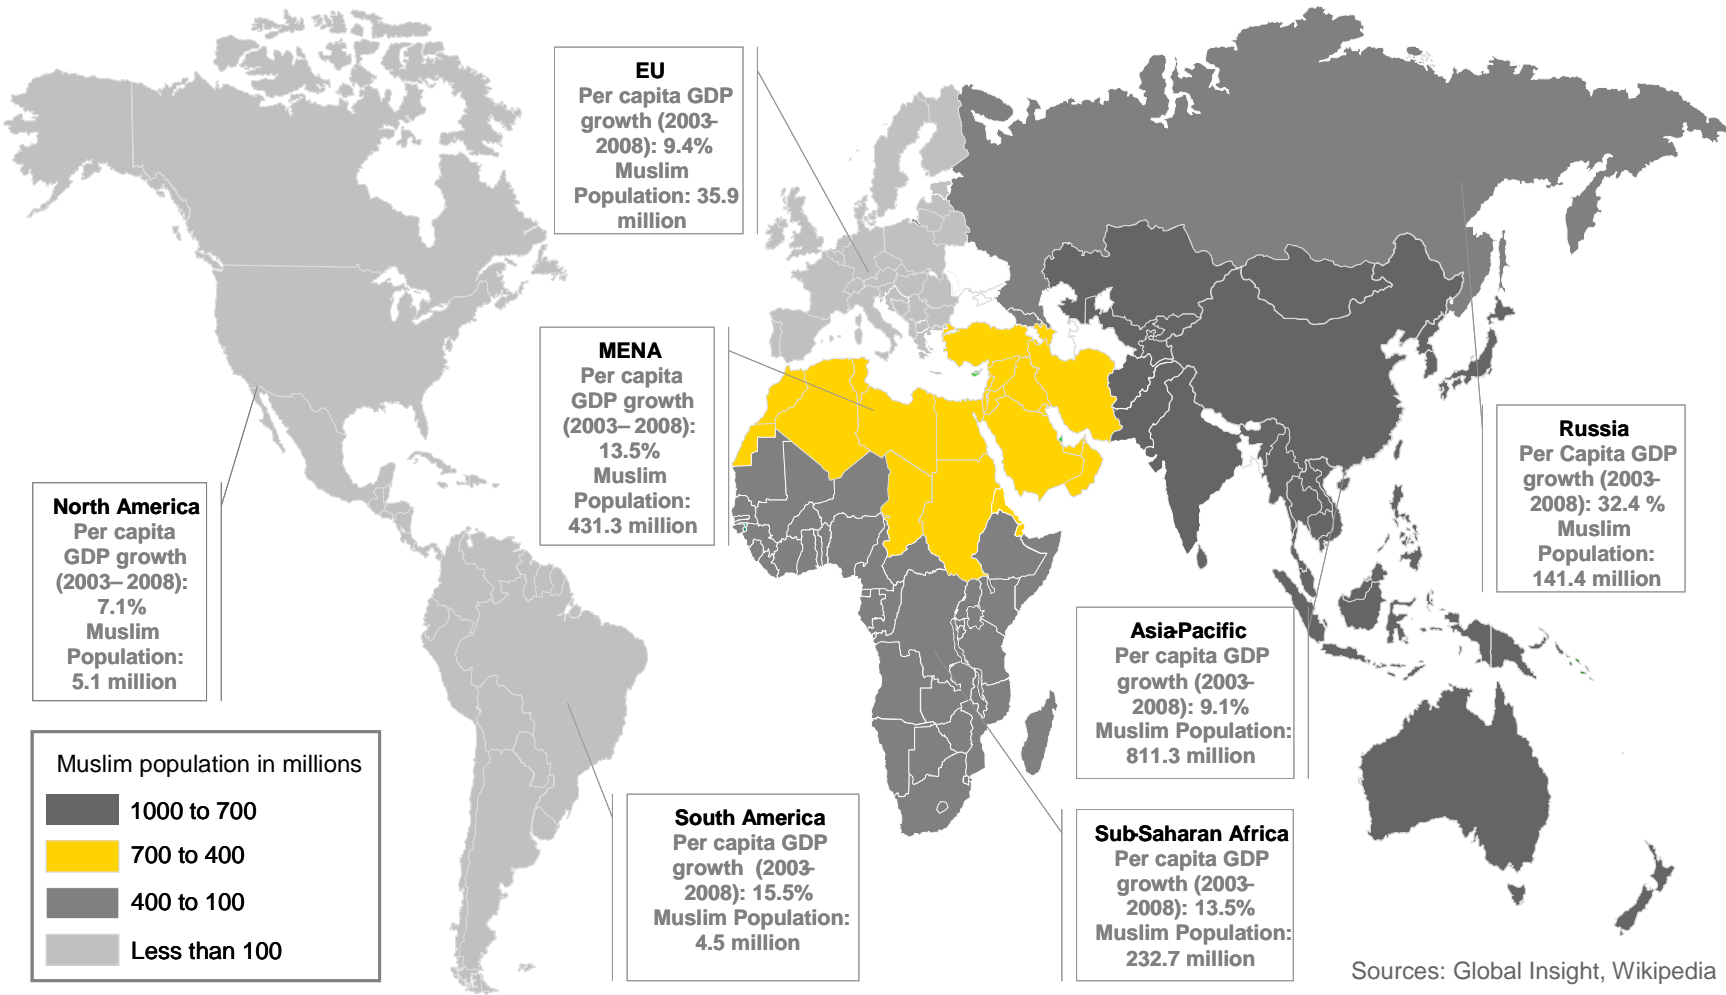 EU
Per capita GDP
growth (2003–
2008): 9.4%
Muslim
Population: 35.9
million
MENA
Per capita
GDP growth
(2003– 2008):
13.5%
Muslim
Population:
431.3 million
North America
Per capita
GDP growth
(2003– 2008):
7.1%
Muslim
Population:
5.1 million
Russia
Per Capita GDP
growth (2003–
2008): 32.4 %
Muslim
Population:
141.4 million
Asia-Pacific
Per capita GDP
growth (2003–
2008): 9.1%
Muslim Population:
811.3 million
South America
Per capita GDP
growth (2003–
2008): 15.5%
Muslim Population:
4.5 million
Sub-Saharan Africa
Per capita GDP
growth (2003–
2008): 13.5%
Muslim Population:
232.7 million
Muslim population in millions
1000 to 700
700 to 400
400 to 100
Less than 100
Sources: Global Insight, Wikipedia